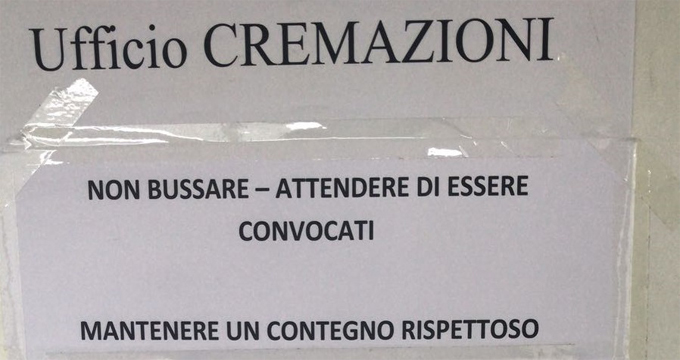 Ufficio CREMAZIONI
NON BUSSARE – ATTENDERE DI ESSERE
CONVOCATI
MANTENERE UN CONTEGNO RISPETTOSO